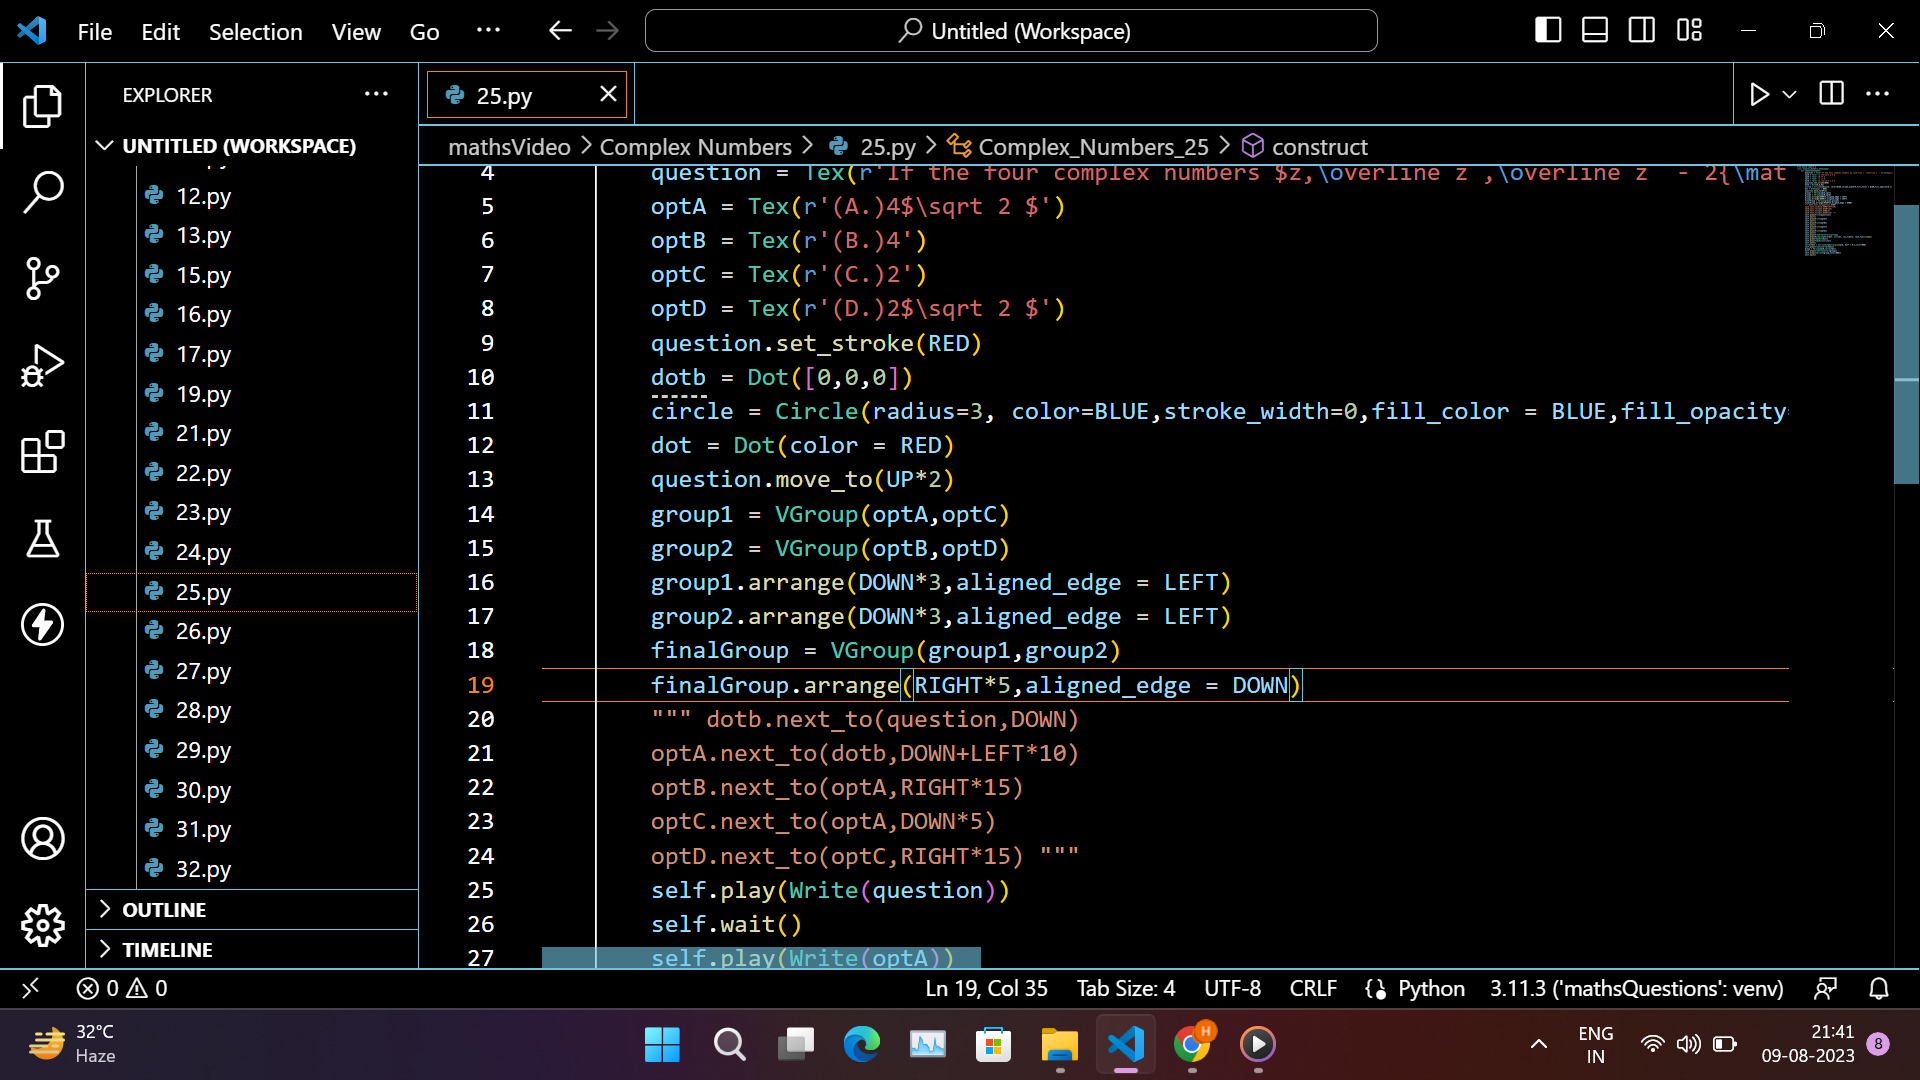 File Edit Selection View Go ··· Untitled (Workspace)
EXPLORER ···
UNTITLED (WORKSPACE)
12.py
13.py
15.py
16.py
17.py
19.py
21.py
22.py
23.py
24.py
25.py
26.py
27.py
28.py
29.py
30.py
31.py
32.py
OUTLINE
TIMELINE
25.py
mathsVideo > Complex Numbers > 25.py > Complex_Numbers_25 > construct
4 question = Tex(r'If the four complex numbers $z,\overline z ,\overline z  - 2{\mat
5 optA = Tex(r'(A.)4$\sqrt 2 $')
6 optB = Tex(r'(B.)4')
7 optC = Tex(r'(C.)2')
8 optD = Tex(r'(D.)2$\sqrt 2 $')
9 question.set_stroke(RED)
10 dotb = Dot([0,0,0])
11 circle = Circle(radius=3, color=BLUE,stroke_width=0,fill_color = BLUE,fill_opacity=
12 dot = Dot(color = RED)
13 question.move_to(UP*2)
14 group1 = VGroup(optA,optC)
15 group2 = VGroup(optB,optD)
16 group1.arrange(DOWN*3,aligned_edge = LEFT)
17 group2.arrange(DOWN*3,aligned_edge = LEFT)
18 finalGroup = VGroup(group1,group2)
19 finalGroup.arrange(RIGHT*5,aligned_edge = DOWN)
20 """ dotb.next_to(question,DOWN)
21 optA.next_to(dotb,DOWN+LEFT*10)
22 optB.next_to(optA,RIGHT*15)
23 optC.next_to(optA,DOWN*5)
24 optD.next_to(optC,RIGHT*15) """
25 self.play(Write(question))
26 self.wait()
27 self.play(Write(optA))
0 0 Ln 19, Col 35 Tab Size: 4 UTF-8 CRLF Python 3.11.3 ('mathsQuestions': venv)
32°C
Haze
H
ENG
IN
21:41
09-08-2023
8